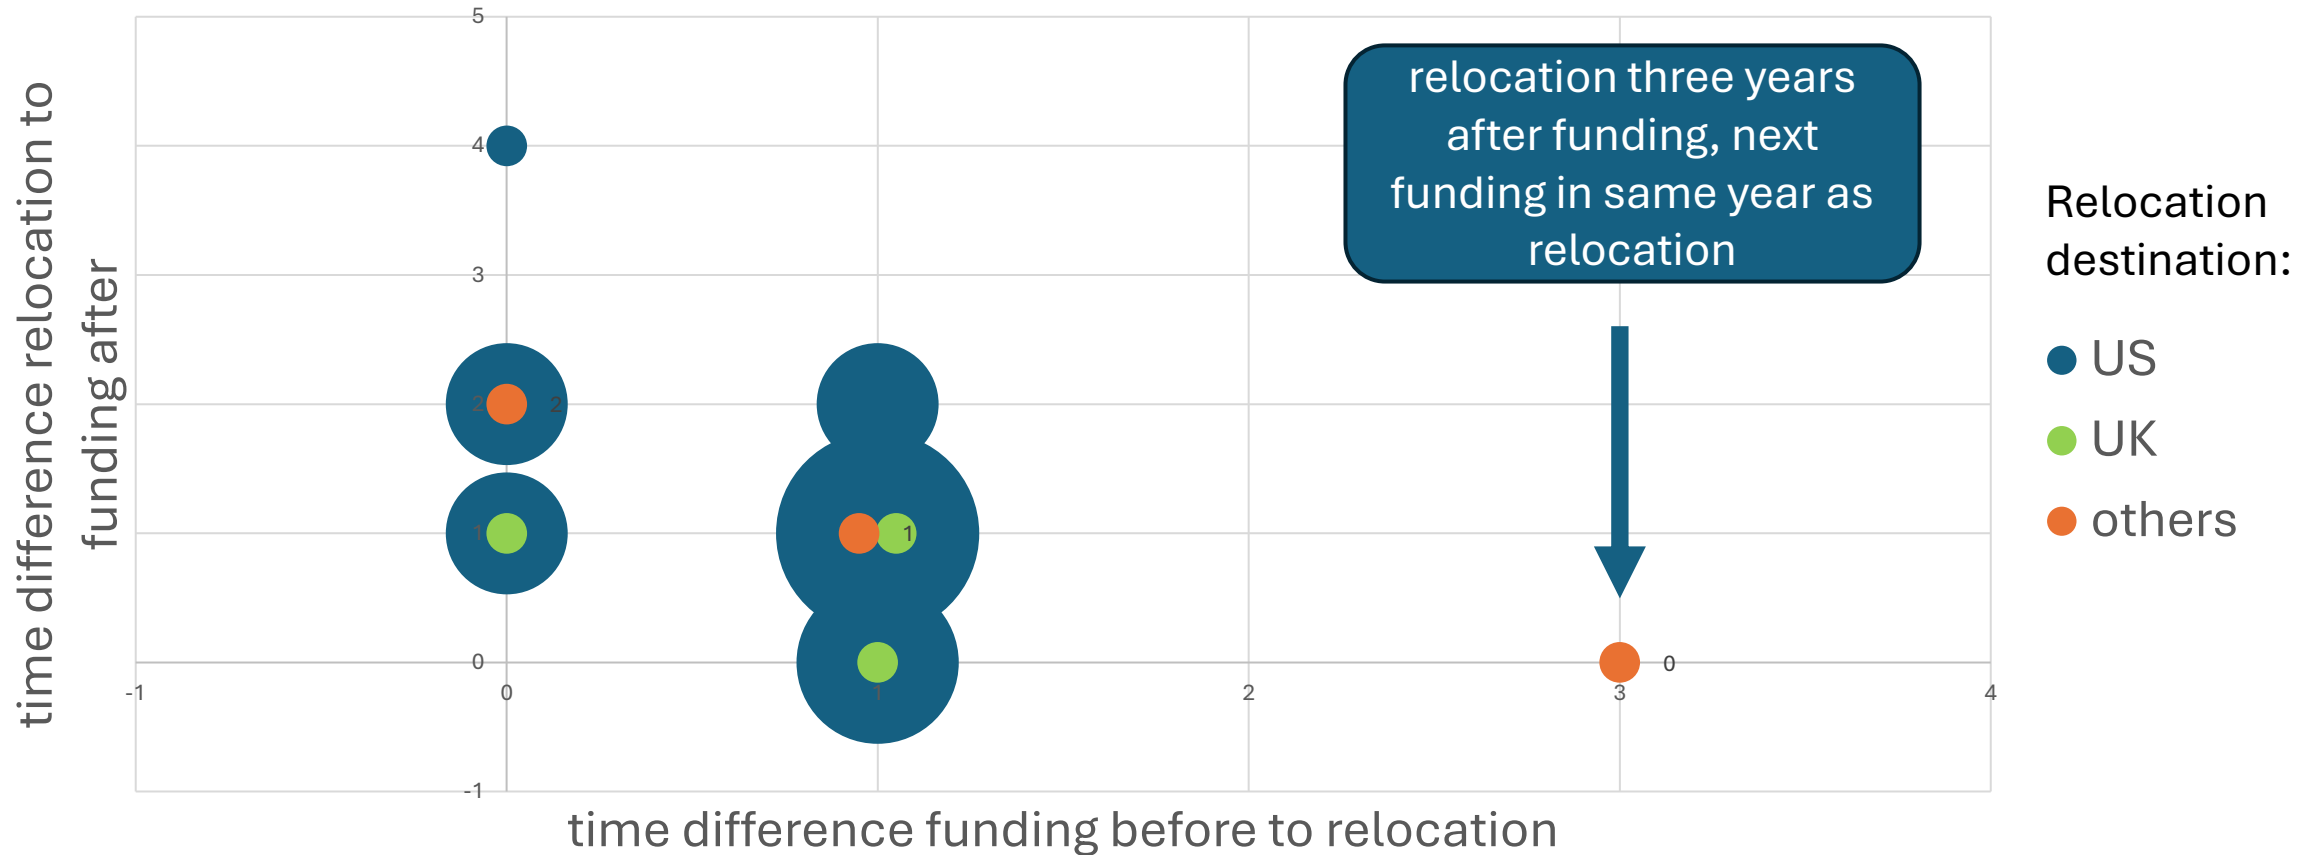 time difference relocation to
funding after
5
4
3
2
2
1
1
0
-1
-1
0
1
2
3
4
0
time difference funding before to relocation
relocation three years
after funding, next
funding in same year as
relocation
Relocation
destination:
US
UK
others